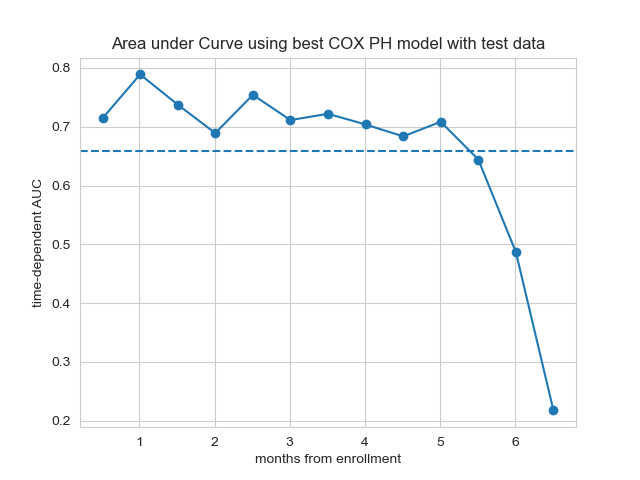 Area under Curve using best COX PH model with test data
time-dependent AUC
0.8
0.7
0.6
0.5
0.4
0.3
0.2
1 2 3 4 5 6
months from enrollment